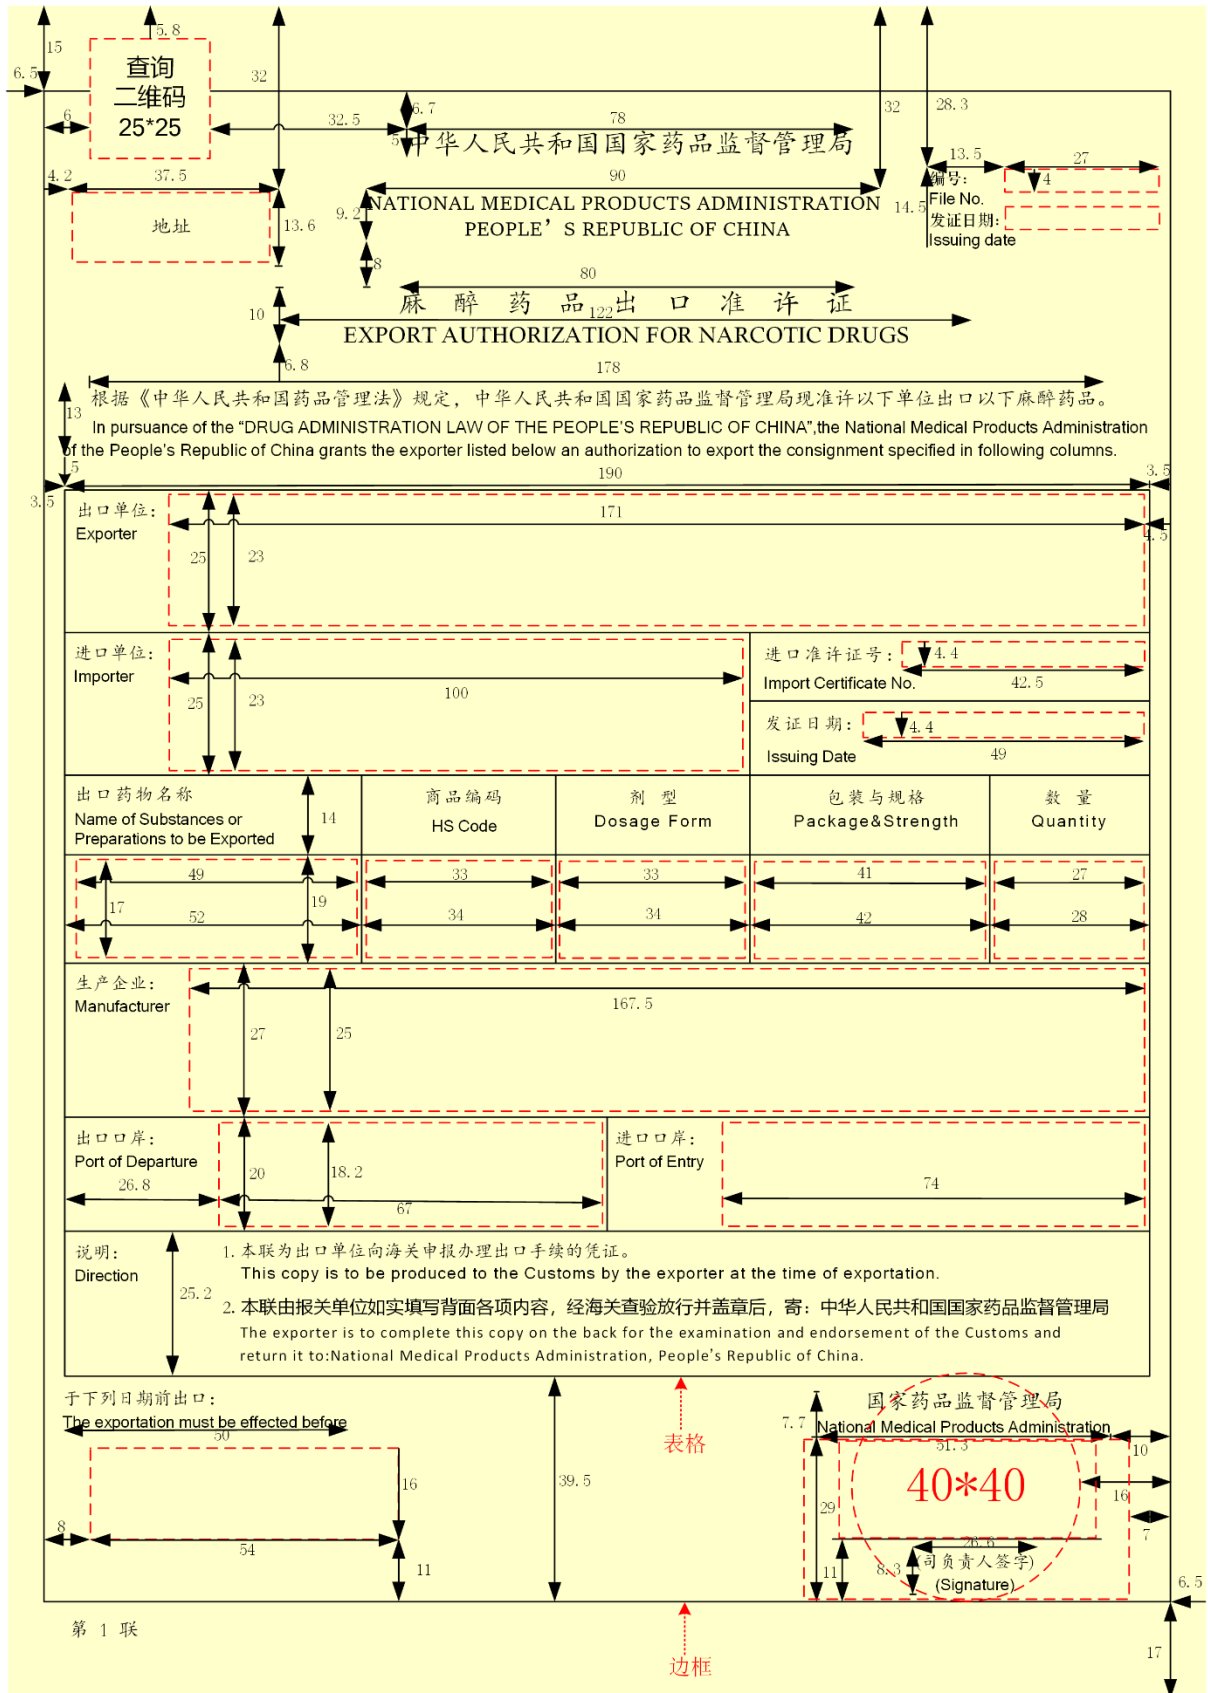 15
5.8
6.5
查询
二维码
25*25
32
32
28.3
6
32.5
6.7
5
78
中华人民共和国国家药品监督管理局
13.5
27
4.2
37.5
90
编号:
4
File No.
14.5
发证日期:
Issuing date
地址
13.6
9.2
NATIONAL MEDICAL PRODUCTS ADMINISTRATION
PEOPLE’S REPUBLIC OF CHINA
8
80
麻 醉 药 品 出 口 准 许 证
10
122
EXPORT AUTHORIZATION FOR NARCOTIC DRUGS
6.8
178
13
根据《中华人民共和国药品管理法》规定，中华人民共和国国家药品监督管理局现准许以下单位出口以下麻醉药品。
In pursuance of the “DRUG ADMINISTRATION LAW OF THE PEOPLE’S REPUBLIC OF CHINA”,the National Medical Products Administration
of the People’s Republic of China grants the exporter listed below an authorization to export the consignment specified in following columns.
5
190
3.5
3.5
出口单位:
Exporter
171
4.5
25
23
进口单位:
Importer
100
25
23
进口准许证号:
4.4
Import Certificate No.
42.5
发证日期:
4.4
Issuing Date
49
出口药物名称
Name of Substances or
Preparations to be Exported
14
商品编码
HS Code
剂 型
Dosage Form
包装与规格
Package&Strength
数 量
Quantity
49
33
33
41
27
17
19
52
34
34
42
28
生产企业:
Manufacturer
167.5
27
25
出口口岸:
Port of Departure
20
18.2
26.8
67
进口口岸:
Port of Entry
74
说明:
Direction
25.2
1. 本联为出口单位向海关申报办理出口手续的凭证。
This copy is to be produced to the Customs by the exporter at the time of exportation.
2. 本联由报关单位如实填写背面各项内容，经海关查验放行并盖章后，寄：中华人民共和国国家药品监督管理局
The exporter is to complete this copy on the back for the examination and endorsement of the Customs and
return it to:National Medical Products Administration, People’s Republic of China.
于下列日期前出口:
The exportation must be effected before
50
16
8
54
11
39.5
表格
国家药品监督管理局
7.7
National Medical Products Administration
51.3
10
40*40
29
16
7
26.6
11
8.3
(司负责人签字)
(Signature)
6.5
第 1 联
边框
17